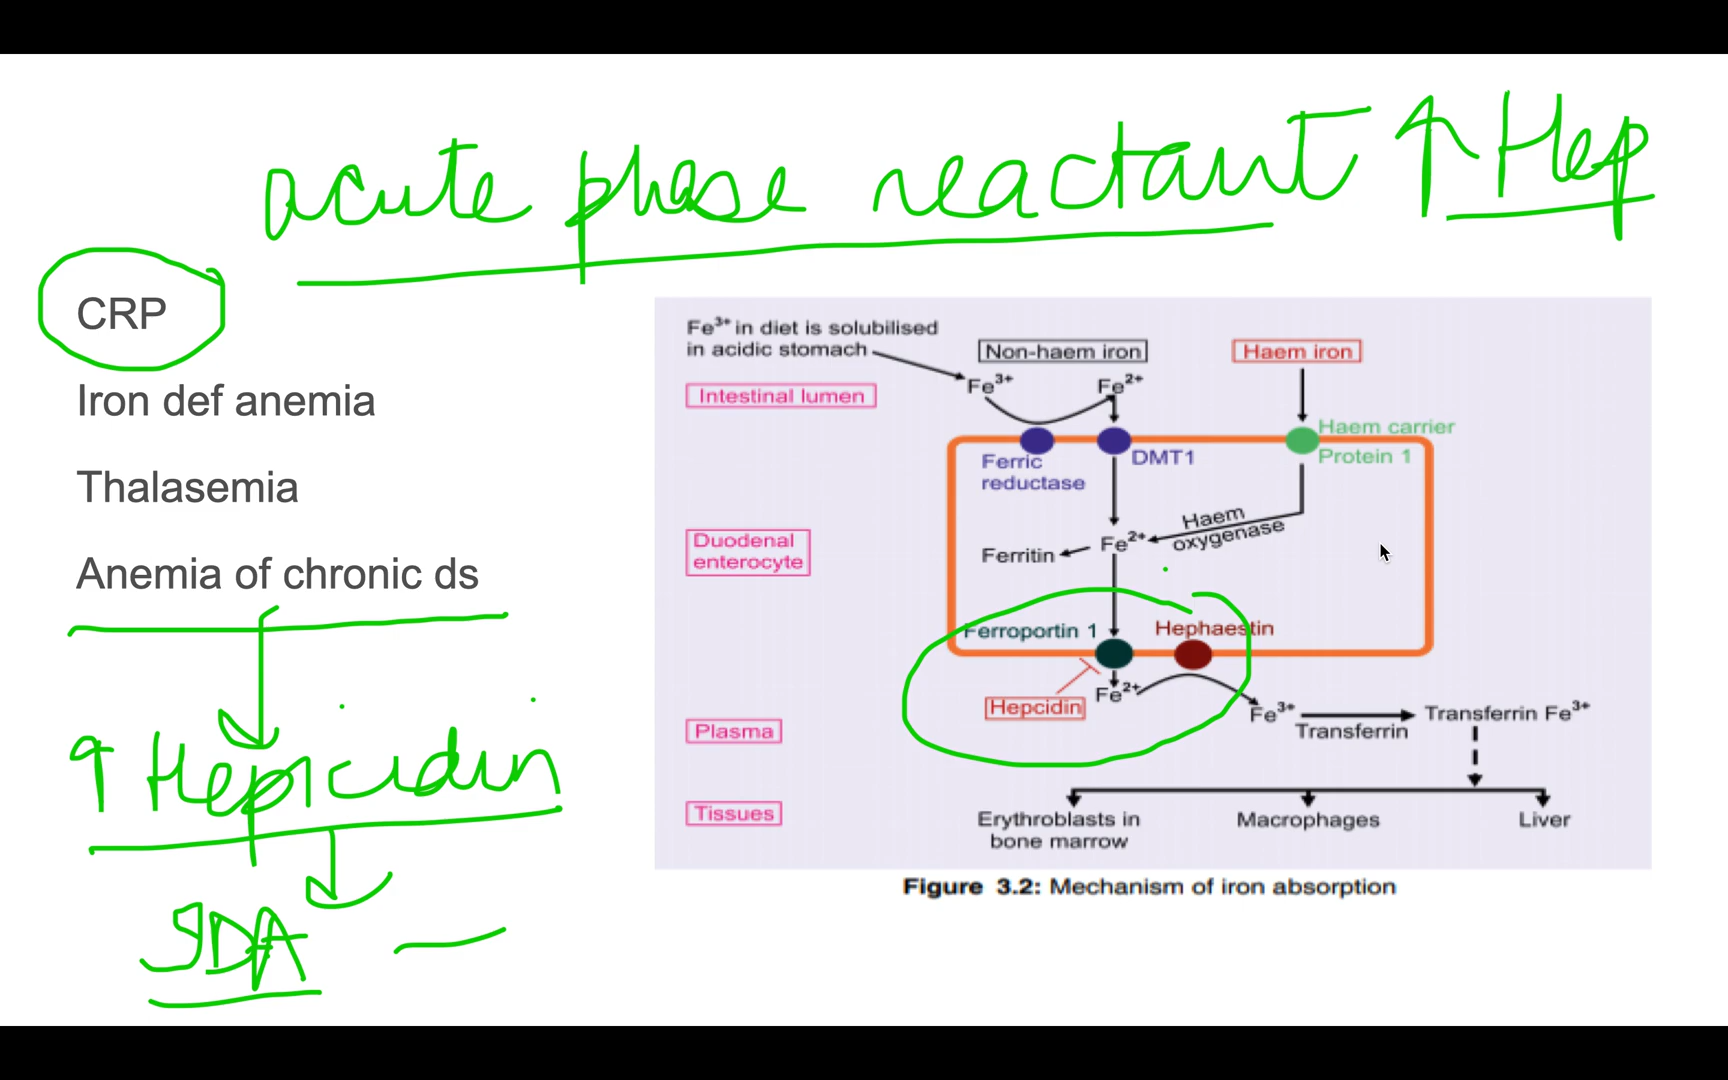 acute phase reactant ↑ Hep
CRP
Iron def anemia
Thalasemia
Anemia of chronic ds
↑ Hepicidin
IDA
Fe3+ in diet is solubilised
in acidic stomach
Non-haem iron
Haem iron
Fe3+
Fe2+
Intestinal lumen
Haem carrier
Protein 1
Ferric
reductase
DMT1
Haem
oxygenase
Duodenal
enterocyte
Ferritin
Fe2+
Ferroportin 1
Hephaestin
Hepcidin
Fe2+
Fe3+
Transferrin
Transferrin Fe3+
Plasma
Tissues
Erythroblasts in
bone marrow
Macrophages
Liver
Figure 3.2: Mechanism of iron absorption